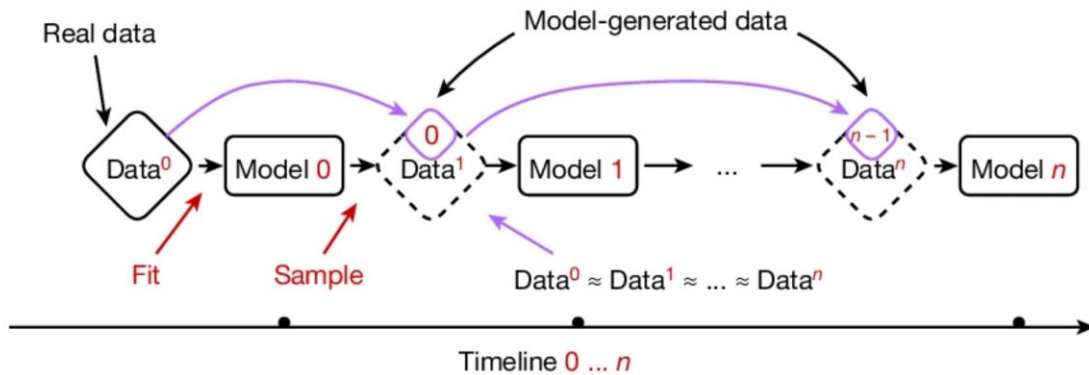 Real data
Model-generated data
0
n – 1
Data⁰
Model 0
Data¹
Model 1
...
Dataⁿ
Model n
Fit
Sample
Data⁰ ≈ Data¹ ≈ ... ≈ Dataⁿ
Timeline 0 ... n